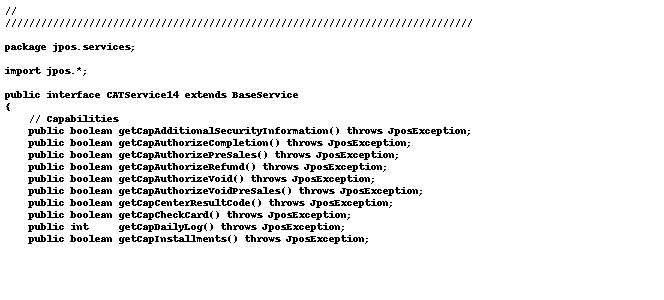 //
//////////////////////////////////////////////////////////////////////////////
package jpos.services;
import jpos.*;
public interface CATService14 extends BaseService
{
    // Capabilities
    public boolean getCapAdditionalSecurityInformation() throws JposException;
    public boolean getCapAuthorizeCompletion() throws JposException;
    public boolean getCapAuthorizePreSales() throws JposException;
    public boolean getCapAuthorizeRefund() throws JposException;
    public boolean getCapAuthorizeVoid() throws JposException;
    public boolean getCapAuthorizeVoidPreSales() throws JposException;
    public boolean getCapCenterResultCode() throws JposException;
    public boolean getCapCheckCard() throws JposException;
    public int     getCapDailyLog() throws JposException;
    public boolean getCapInstallments() throws JposException;